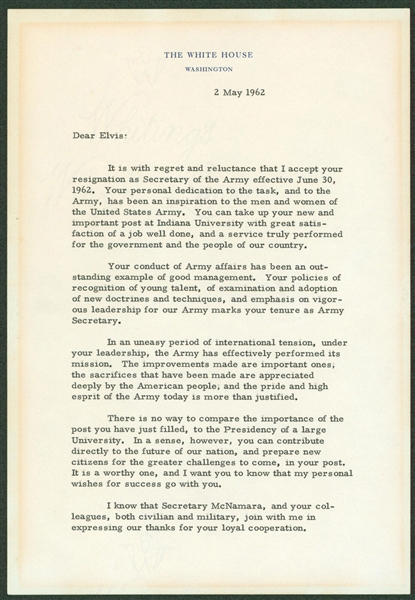 THE WHITE HOUSE
WASHINGTON
2 May 1962
Dear Elvis:
It is with regret and reluctance that I accept your
resignation as Secretary of the Army effective June 30,
1962. Your personal dedication to the task, and to the
Army, has been an inspiration to the men and women of
the United States Army. You can take up your new and
important post at Indiana University with great satis-
faction of a job well done, and a service truly performed
for the government and the people of our country.
Your conduct of Army affairs has been an out-
standing example of good management. Your policies of
recognition of young talent, of examination and adoption
of new doctrines and techniques, and emphasis on vigor-
ous leadership for our Army marks your tenure as Army
Secretary.
In an uneasy period of international tension, under
your leadership, the Army has effectively performed its
mission. The improvements made are important ones;
the sacrifices that have been made are appreciated
deeply by the American people; and the pride and high
esprit of the Army today is more than justified.
There is no way to compare the importance of the
post you have just filled, to the Presidency of a large
University. In a sense, however, you can contribute
directly to the future of our nation, and prepare new
citizens for the greater challenges to come, in your post.
It is a worthy one, and I want you to know that my personal
wishes for success go with you.
I know that Secretary McNamara, and your col-
leagues, both civilian and military, join with me in
expressing our thanks for your loyal cooperation.